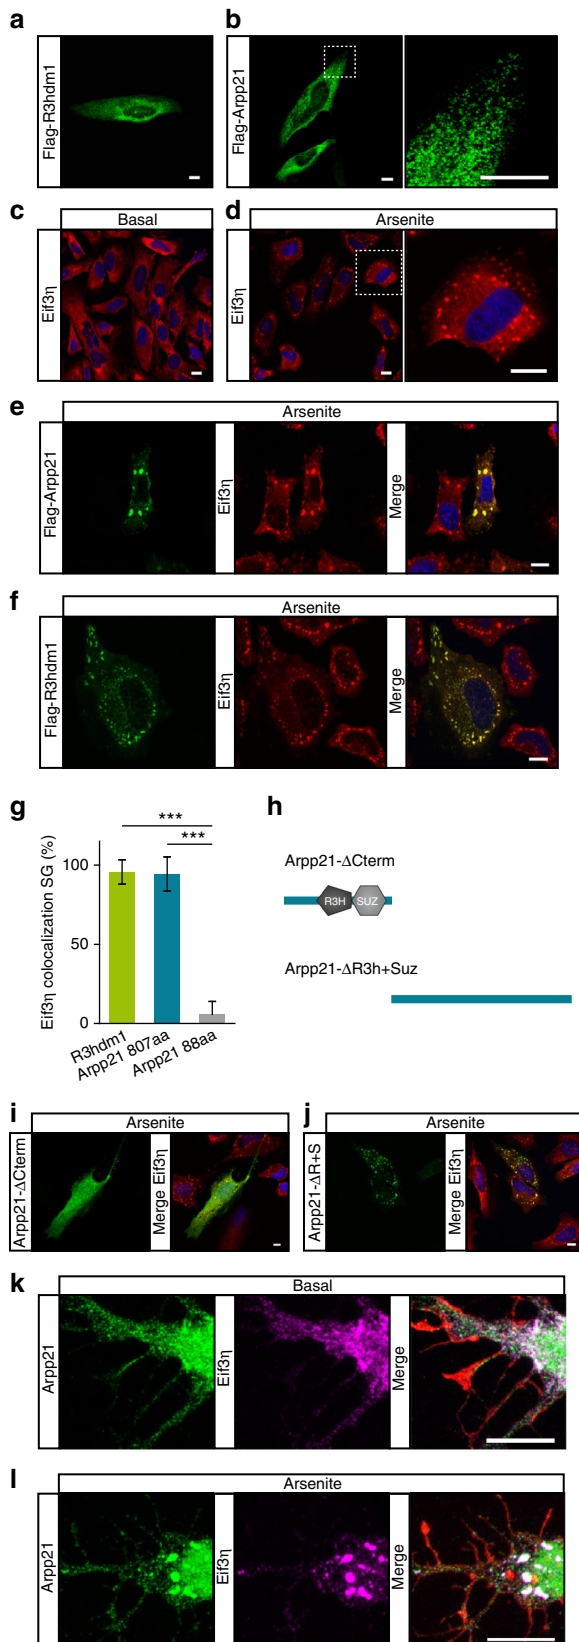 a
b
Flag-R3hdm1
Flag-Arpp21
c
d
Basal
Arsenite
Eif3η
Eif3η
e
Arsenite
Flag-Arpp21
Eif3η
Merge
f
Arsenite
Flag-R3hdm1
Eif3η
Merge
g
h
Eif3η colocalization SG (%)
***
***
100
50
0
R3hdm1
Arpp21 807aa
Arpp21 88aa
Arpp21-ΔCterm
R3H
SUZ
Arpp21-ΔR3h+Suz
i
j
Arsenite
Arsenite
Arpp21-ΔCterm
Merge Eif3η
Arpp21-ΔR+S
Merge Eif3η
k
Basal
Arpp21
Eif3η
Merge
l
Arsenite
Arpp21
Eif3η
Merge